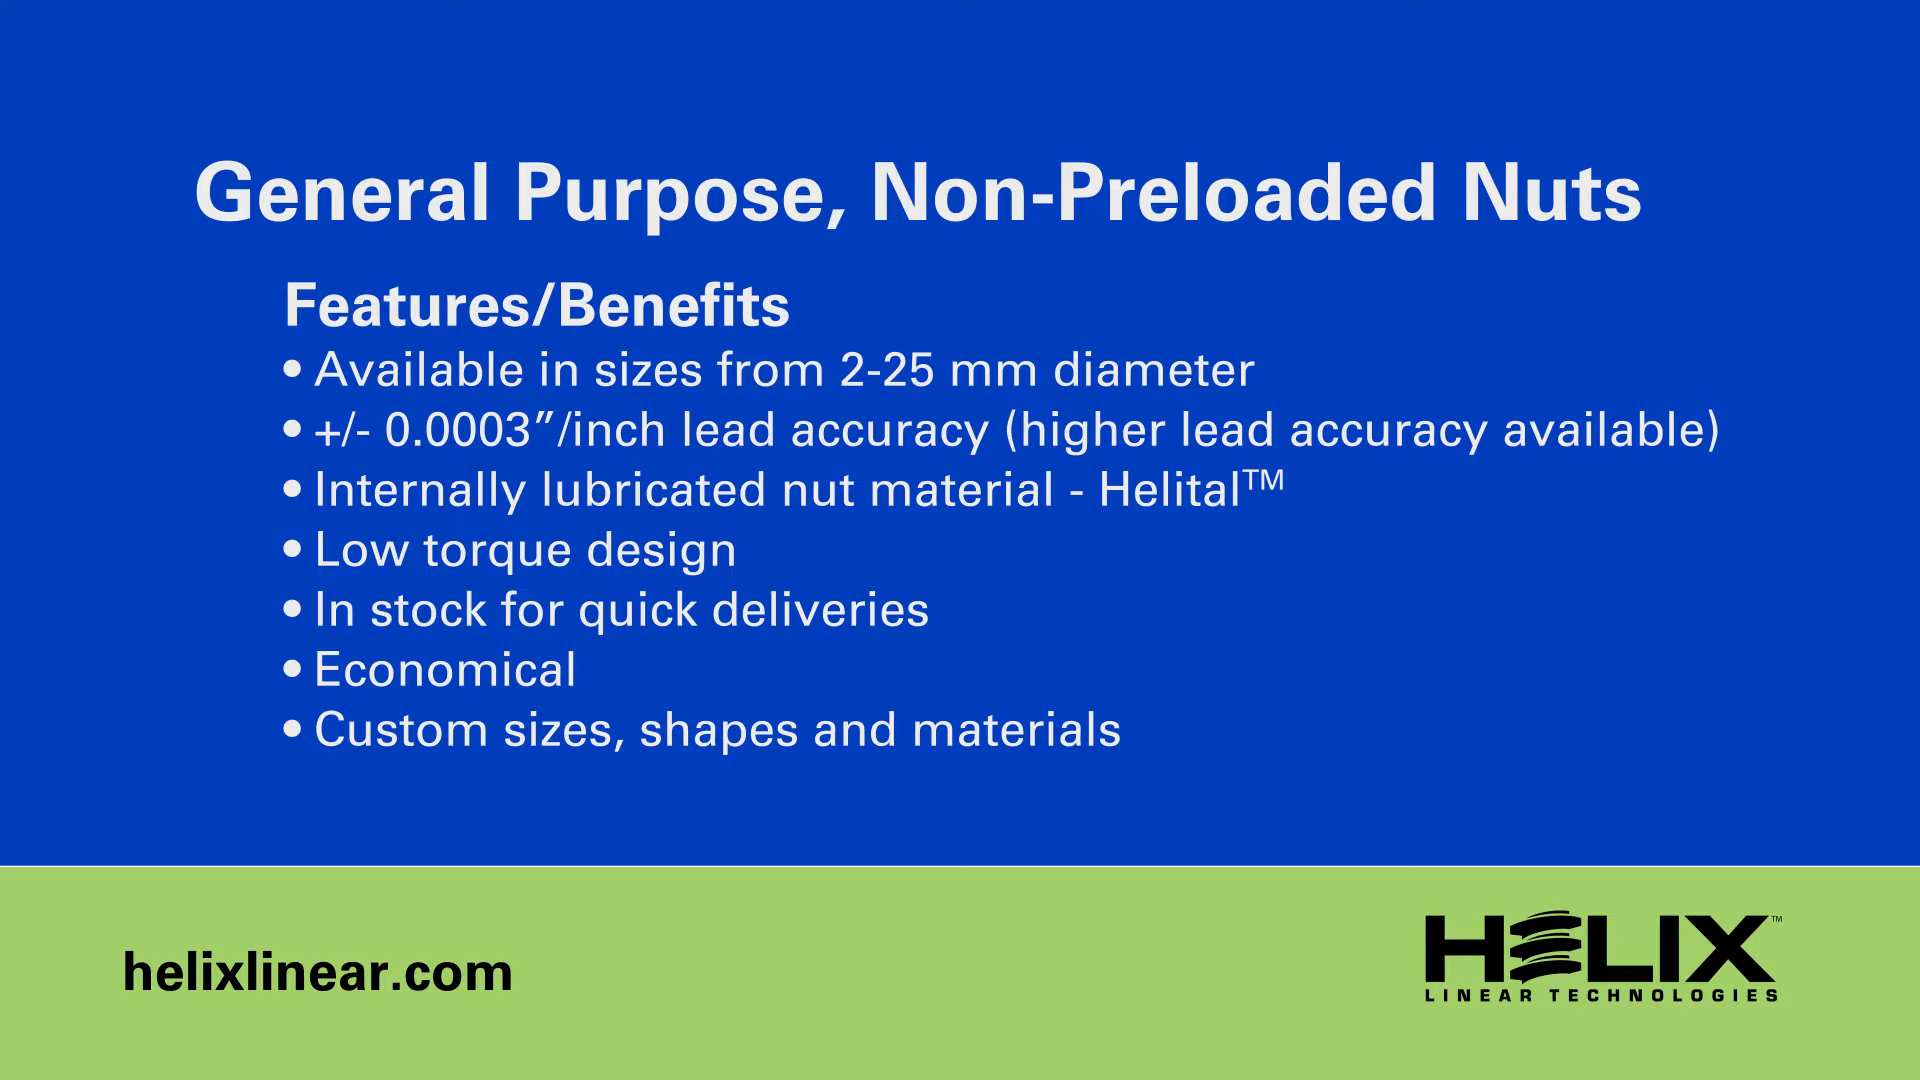 General Purpose, Non-Preloaded Nuts
Features/Benefits
• Available in sizes from 2-25 mm diameter
• +/- 0.0003″/inch lead accuracy (higher lead accuracy available)
• Internally lubricated nut material - Helital™
• Low torque design
• In stock for quick deliveries
• Economical
• Custom sizes, shapes and materials
helixlinear.com
HELIX™
LINEAR TECHNOLOGIES